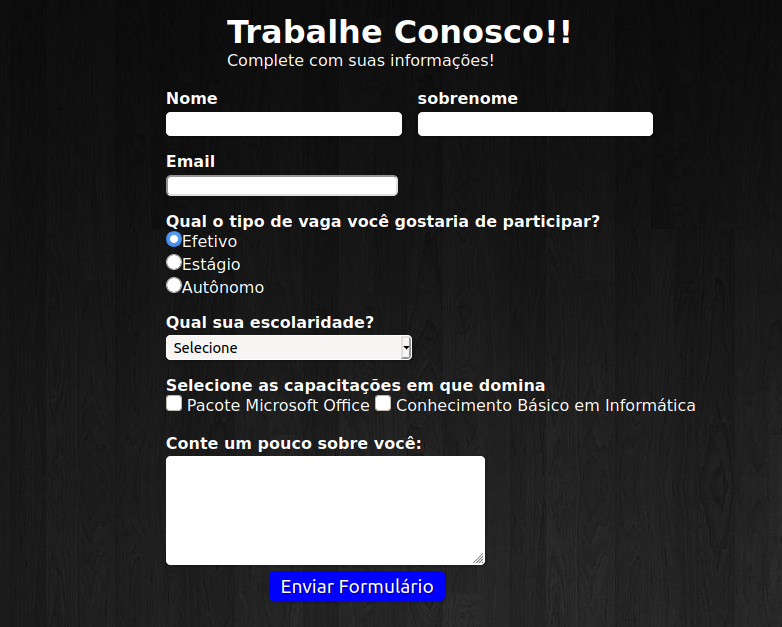 Trabalhe Conosco!!
Complete com suas informações!
Nome sobrenome
Email
Qual o tipo de vaga você gostaria de participar?
Efetivo
Estágio
Autônomo
Qual sua escolaridade?
Selecione
Selecione as capacitações em que domina
Pacote Microsoft Office Conhecimento Básico em Informática
Conte um pouco sobre você:
Enviar Formulário